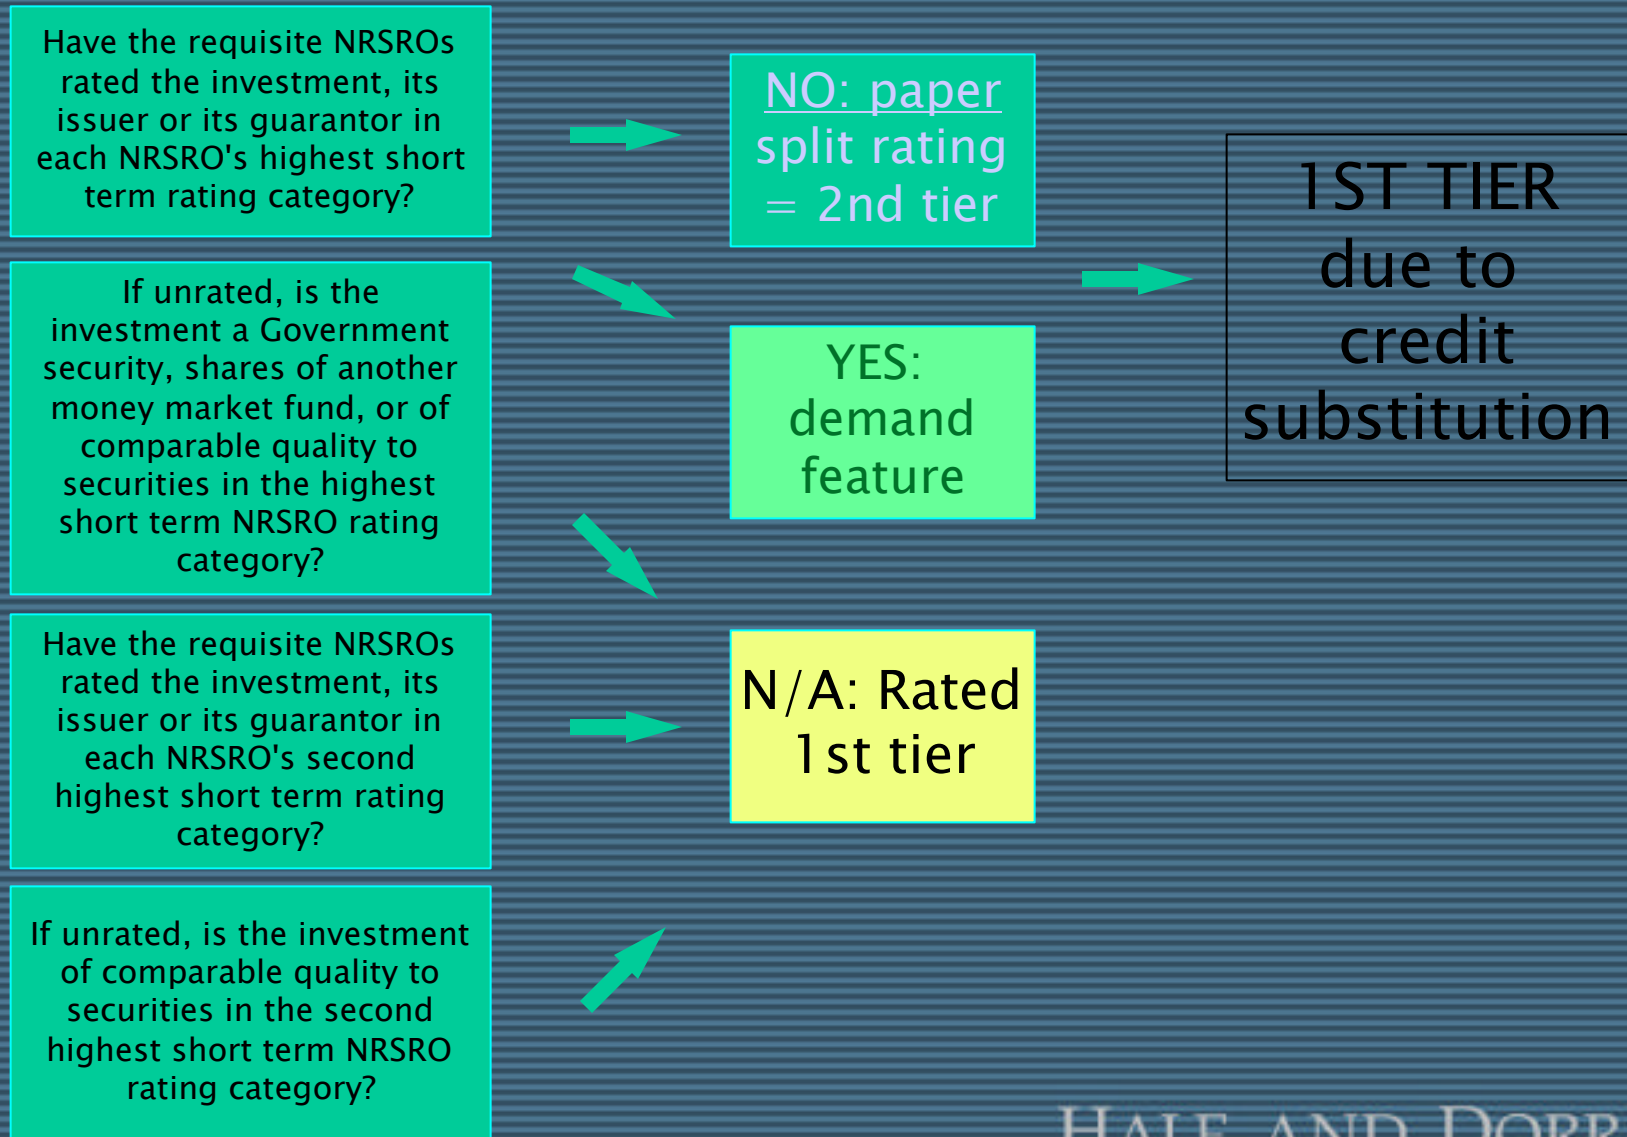 Have the requisite NRSROs
rated the investment, its
issuer or its guarantor in
each NRSRO's highest short
term rating category?
NO: paper
split rating
= 2nd tier
1ST TIER
due to
credit
substitution
If unrated, is the
investment a Government
security, shares of another
money market fund, or of
comparable quality to
securities in the highest
short term NRSRO rating
category?
YES:
demand
feature
Have the requisite NRSROs
rated the investment, its
issuer or its guarantor in
each NRSRO's second
highest short term rating
category?
N/A: Rated
1st tier
If unrated, is the investment
of comparable quality to
securities in the second
highest short term NRSRO
rating category?
HALE AND DORR